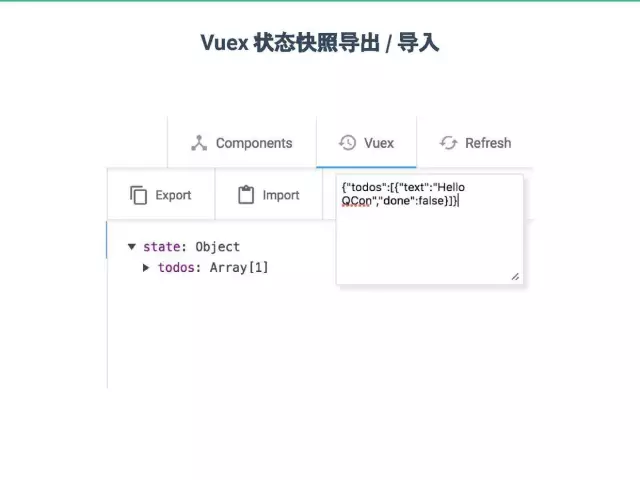 Vuex 状态快照导出 / 导入
Components
Vuex
Refresh
Export
Import
{"todos":[{"text":"Hello
QCon","done":false}]}
state: Object
todos: Array[1]